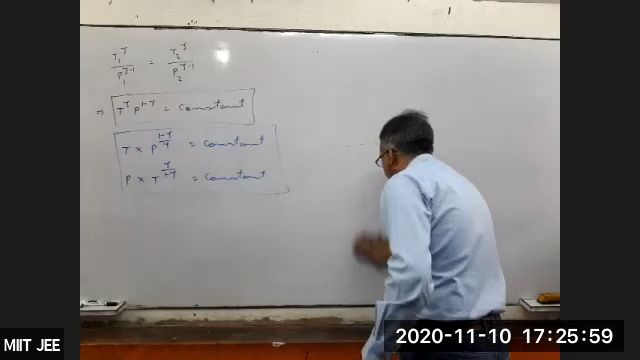 T₁^γ / P₁^γ-1 = T₂^γ / P₂^γ-1
⇒ T^γ P^1-γ = Constant
T × P^(1-γ)/γ = Constant
P × T^γ/(1-γ) = Constant
MIIT JEE
2020-11-10 17:25:59